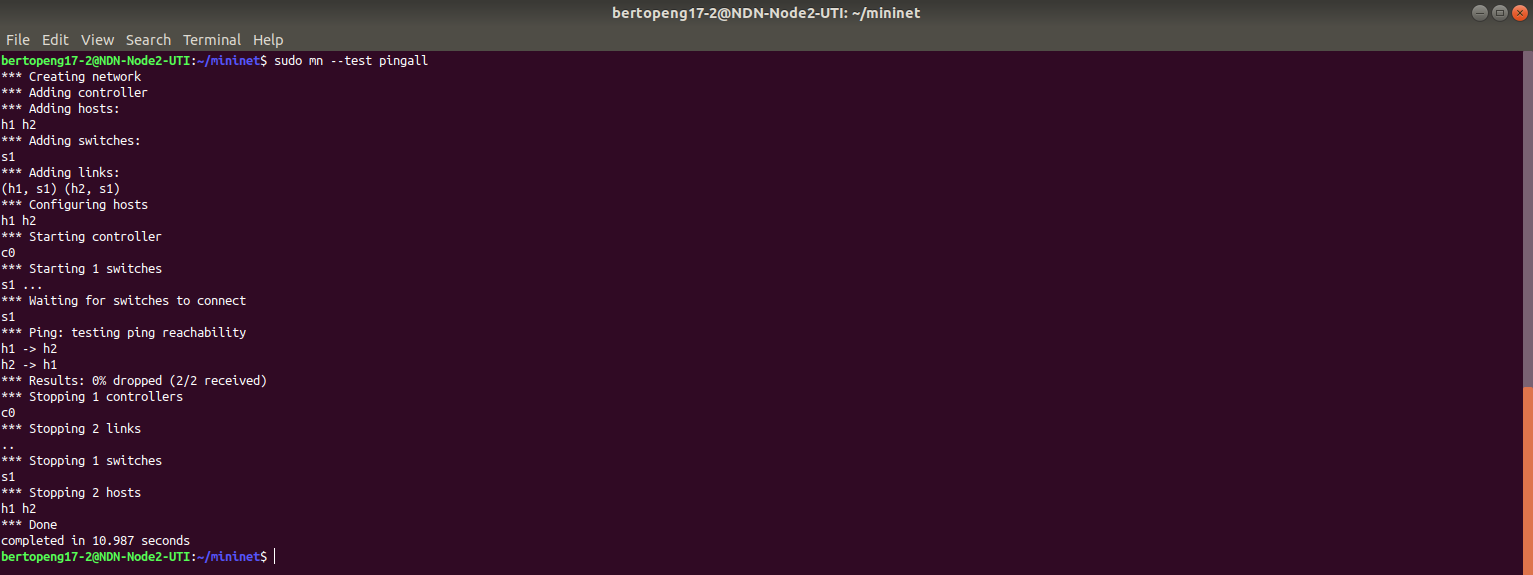 bertopeng17-2@NDN-Node2-UTI: ~/mininet
File Edit View Search Terminal Help
bertopeng17-2@NDN-Node2-UTI:~/mininet$ sudo mn --test pingall
*** Creating network
*** Adding controller
*** Adding hosts:
h1 h2
*** Adding switches:
s1
*** Adding links:
(h1, s1) (h2, s1)
*** Configuring hosts
h1 h2
*** Starting controller
c0
*** Starting 1 switches
s1 ...
*** Waiting for switches to connect
s1
*** Ping: testing ping reachability
h1 -> h2
h2 -> h1
*** Results: 0% dropped (2/2 received)
*** Stopping 1 controllers
c0
*** Stopping 2 links
..
*** Stopping 1 switches
s1
*** Stopping 2 hosts
h1 h2
*** Done
completed in 10.987 seconds
bertopeng17-2@NDN-Node2-UTI:~/mininet$